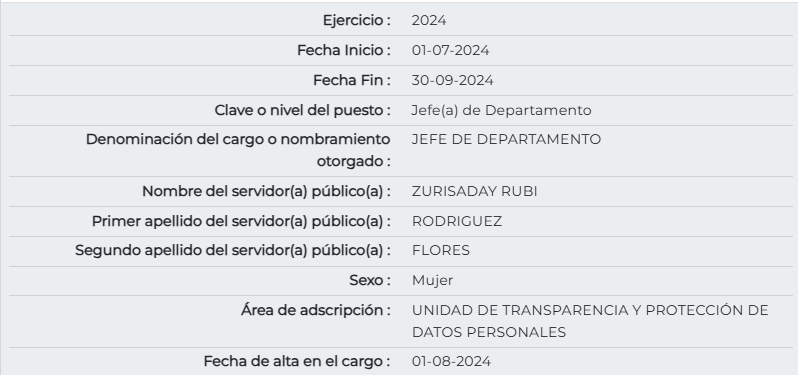 Ejercicio : 2024
Fecha Inicio : 01-07-2024
Fecha Fin : 30-09-2024
Clave o nivel del puesto : Jefe(a) de Departamento
Denominación del cargo o nombramiento JEFE DE DEPARTAMENTO
otorgado :
Nombre del servidor(a) público(a) : ZURISADAY RUBI
Primer apellido del servidor(a) público(a) : RODRIGUEZ
Segundo apellido del servidor(a) público(a) : FLORES
Sexo : Mujer
Área de adscripción : UNIDAD DE TRANSPARENCIA Y PROTECCIÓN DE
DATOS PERSONALES
Fecha de alta en el cargo : 01-08-2024